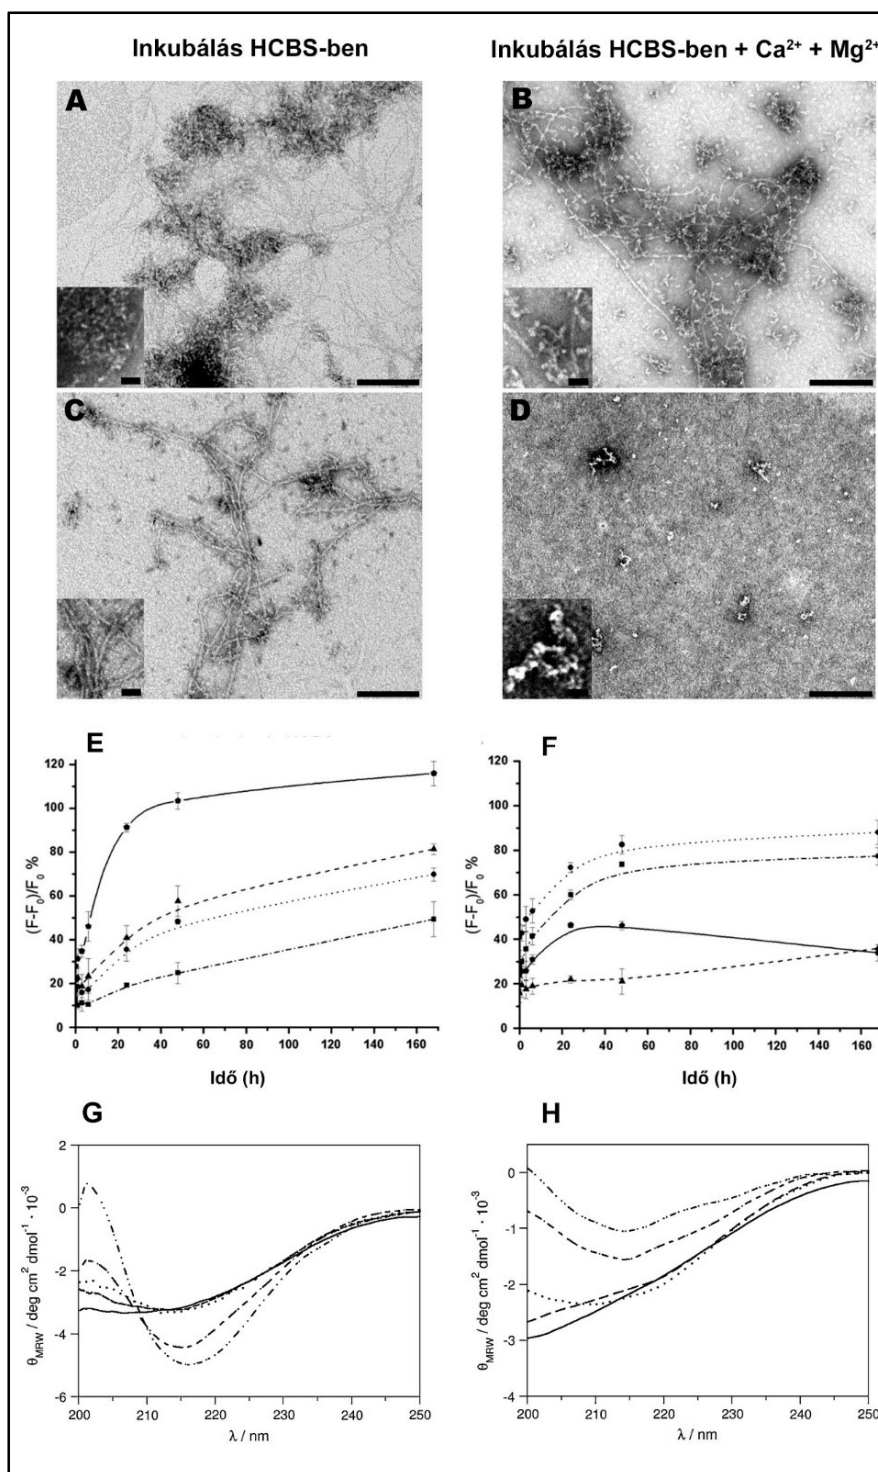 Inkubálás HCBS-ben
Inkubálás HCBS-ben + Ca²⁺ + Mg²⁺
A
B
C
D
E
F
120
100
80
60
40
20
0
(F-F₀)/F₀ %
0 20 40 60 80 100 120 140 160
Idő (h)
120
100
80
60
40
20
0
(F-F₀)/F₀ %
0 20 40 60 80 100 120 140 160
Idő (h)
G
H
2
0
-2
-4
-6
θMRW / deg cm² dmol⁻¹ · 10⁻³
200 210 220 230 240 250
λ / nm
0
-1
-2
-3
-4
θMRW / deg cm² dmol⁻¹ · 10⁻³
200 210 220 230 240 250
λ / nm